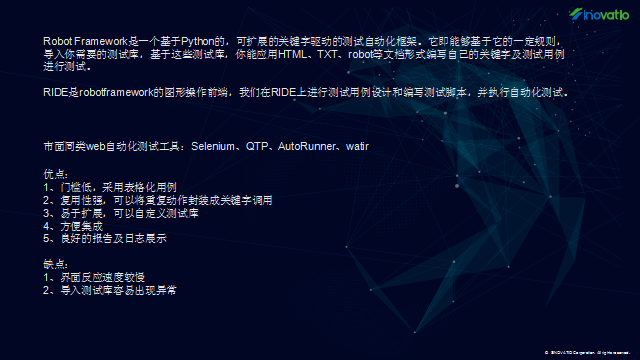 inovatio
Robot Framework是一个基于Python的，可扩展的关键字驱动的测试自动化框架。它即能够基于它的一定规则，
导入你需要的测试库，基于这些测试库，你能应用HTML、TXT、robot等文档形式编写自己的关键字及测试用例
进行测试。
RIDE是robotframework的图形操作前端，我们在RIDE上进行测试用例设计和编写测试脚本，并执行自动化测试。
市面同类web自动化测试工具：Selenium、QTP、AutoRunner、watir
优点：
1、门槛低，采用表格化用例
2、复用性强，可以将重复动作封装成关键字调用
3、易于扩展，可以自定义测试库
4、方便集成
5、良好的报告及日志展示
缺点：
1、界面反应速度较慢
2、导入测试库容易出现异常
© SINOVATIO Corporation. All rights reserved.